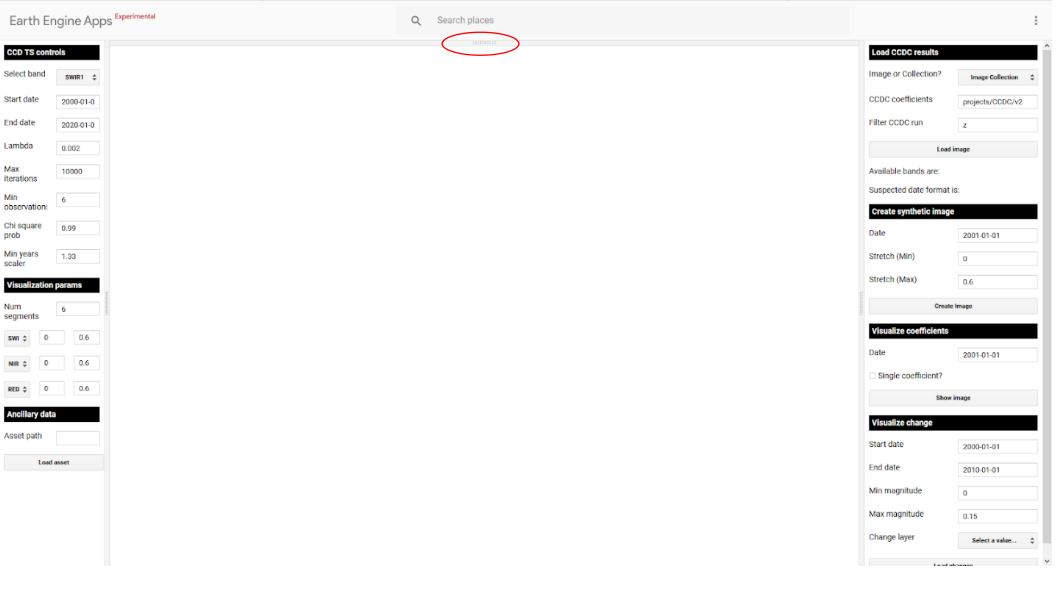 Earth Engine Apps Experimental
Search places
CCD TS controls
Select band SWIR1
Start date 2000-01-0
End date 2020-01-0
Lambda 0.002
Max
iterations 10000
Min
observation: 6
Chi square
prob 0.99
Min years
scaler 1.33
Visualization params
Num
segments 6
SWI 0 0.6
NIR 0 0.6
RED 0 0.6
Ancillary data
Asset path
Load asset
Load CCDC results
Image or Collection? Image Collection
CCDC coefficients projects/CCDC/v2
Filter CCDC run z
Load image
Available bands are:
Suspected date format is:
Create synthetic image
Date 2001-01-01
Stretch (Min) 0
Stretch (Max) 0.6
Create Image
Visualize coefficients
Date 2001-01-01
Single coefficient?
Show image
Visualize change
Start date 2000-01-01
End date 2010-01-01
Min magnitude 0
Max magnitude 0.15
Change layer Select a value...
Load changes